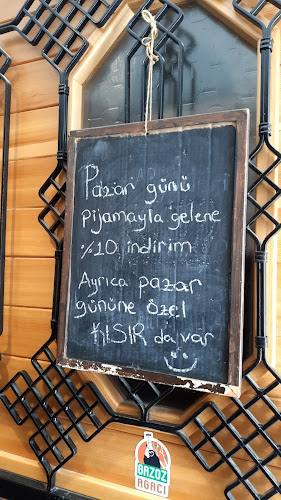 Pazar günü
pijamayla gelene
%10 indirim
Ayrıca pazar
gününe özel
KISIR da var
GAZOZ
AĞACI